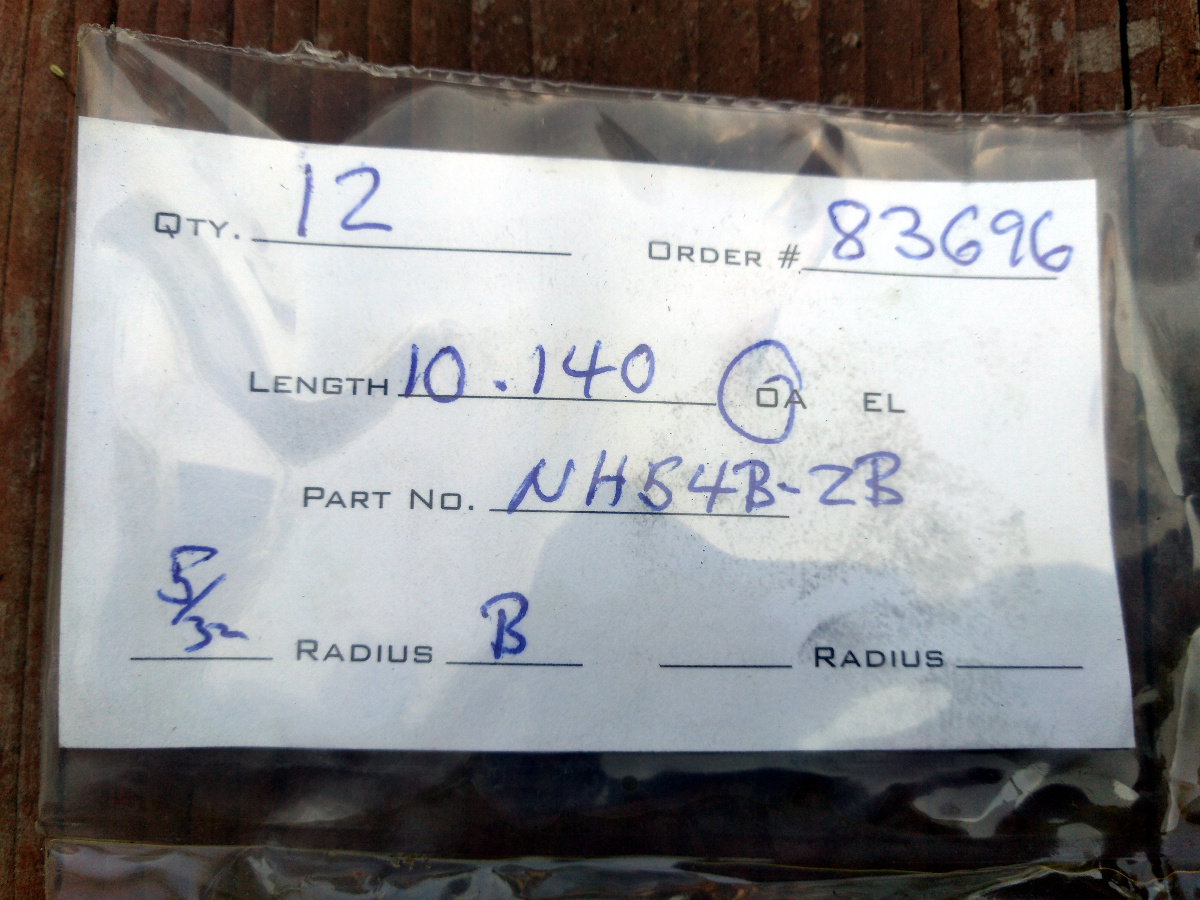 QTY. 12 ORDER # 83696
LENGTH 10.140 OA EL
PART NO. NH54B-2B
5/32 RADIUS B RADIUS